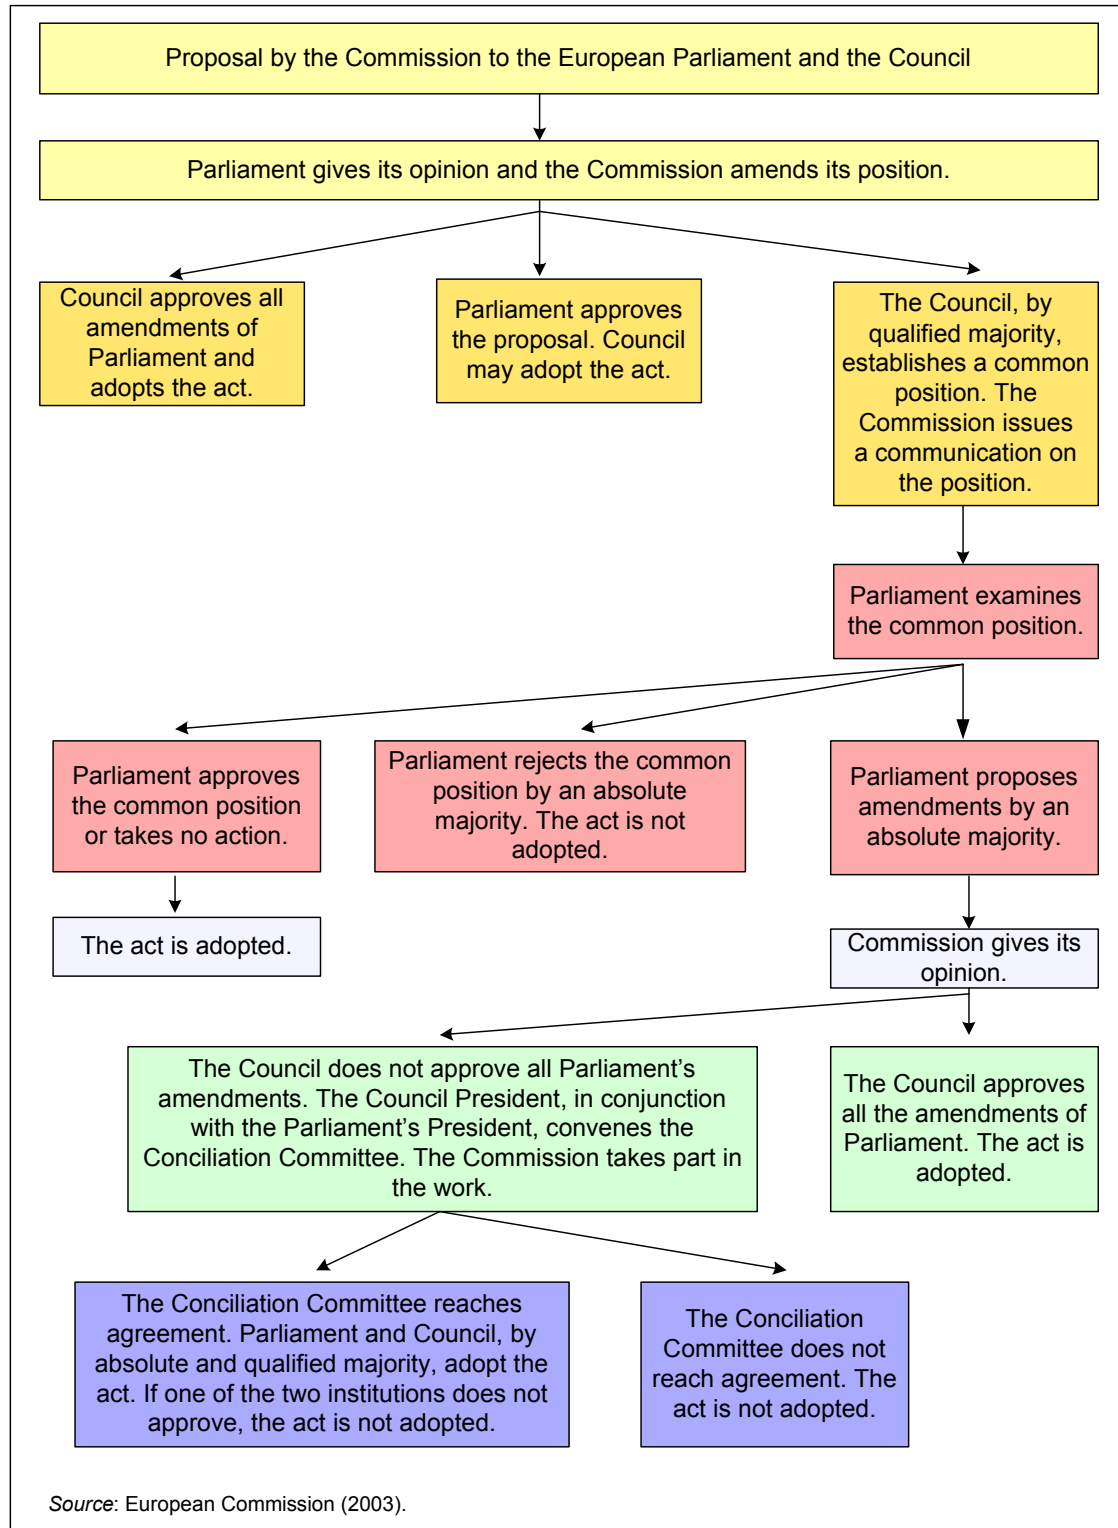 Proposal by the Commission to the European Parliament and the Council
Parliament gives its opinion and the Commission amends its position.
Council approves all
amendments of
Parliament and
adopts the act.
Parliament approves
the proposal. Council
may adopt the act.
The Council, by
qualified majority,
establishes a common
position. The
Commission issues
a communication on
the position.
Parliament examines
the common position.
Parliament approves
the common position
or takes no action.
Parliament rejects the common
position by an absolute
majority. The act is not
adopted.
Parliament proposes
amendments by an
absolute majority.
The act is adopted.
Commission gives its
opinion.
The Council does not approve all Parliament’s
amendments. The Council President, in conjunction
with the Parliament’s President, convenes the
Conciliation Committee. The Commission takes part in
the work.
The Council approves
all the amendments of
Parliament. The act is
adopted.
The Conciliation Committee reaches
agreement. Parliament and Council, by
absolute and qualified majority, adopt the
act. If one of the two institutions does not
approve, the act is not adopted.
The Conciliation
Committee does not
reach agreement. The
act is not adopted.
Source: European Commission (2003).